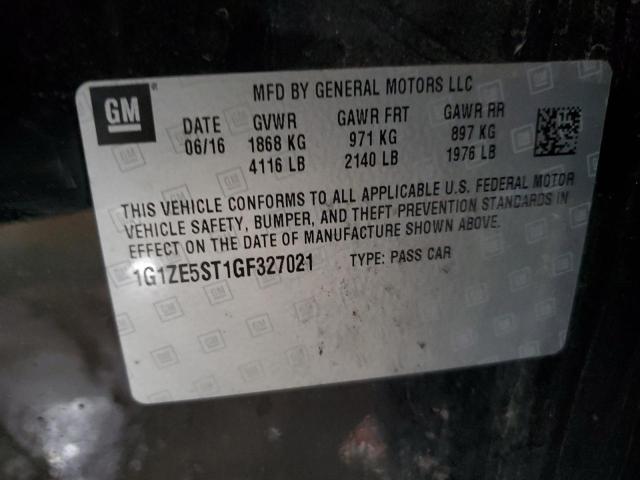 GM®
MFD BY GENERAL MOTORS LLC
DATE GVWR GAWR FRT GAWR RR
06/16 1868 KG 971 KG 897 KG
4116 LB 2140 LB 1976 LB
THIS VEHICLE CONFORMS TO ALL APPLICABLE U.S. FEDERAL MOTOR
VEHICLE SAFETY, BUMPER, AND THEFT PREVENTION STANDARDS IN
EFFECT ON THE DATE OF MANUFACTURE SHOWN ABOVE.
1G1ZE5ST1GF327021 TYPE: PASS CAR